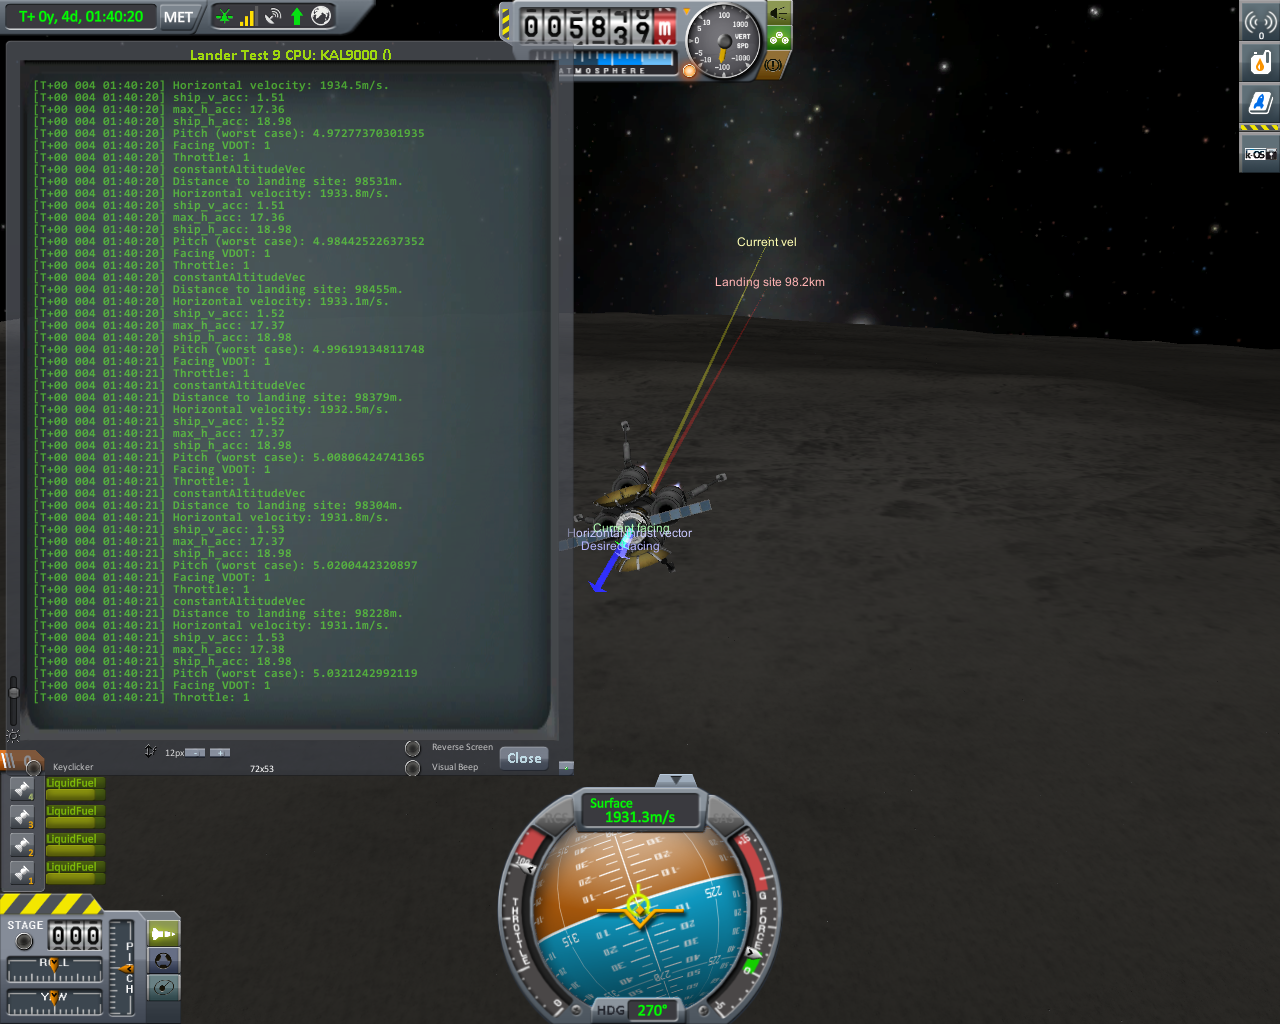 T+ 0y, 4d, 01:40:20 MET
005839m
ATMOSPHERE
VERT SPD
Lander Test 9 CPU: KAL9000 ()
[T+00 004 01:40:20] Horizontal velocity: 1934.5m/s.
[T+00 004 01:40:20] ship_v_acc: 1.51
[T+00 004 01:40:20] max_h_acc: 17.36
[T+00 004 01:40:20] ship_h_acc: 18.98
[T+00 004 01:40:20] Pitch (worst case): 4.97277370301935
[T+00 004 01:40:20] Facing VDOT: 1
[T+00 004 01:40:20] Throttle: 1
[T+00 004 01:40:20] constantAltitudeVec
[T+00 004 01:40:20] Distance to landing site: 98531m.
[T+00 004 01:40:20] Horizontal velocity: 1933.8m/s.
[T+00 004 01:40:20] ship_v_acc: 1.51
[T+00 004 01:40:20] max_h_acc: 17.36
[T+00 004 01:40:20] ship_h_acc: 18.98
[T+00 004 01:40:20] Pitch (worst case): 4.98442522637352
[T+00 004 01:40:20] Facing VDOT: 1
[T+00 004 01:40:20] Throttle: 1
[T+00 004 01:40:20] constantAltitudeVec
[T+00 004 01:40:20] Distance to landing site: 98455m.
[T+00 004 01:40:20] Horizontal velocity: 1933.1m/s.
[T+00 004 01:40:20] ship_v_acc: 1.52
[T+00 004 01:40:20] max_h_acc: 17.37
[T+00 004 01:40:20] ship_h_acc: 18.98
[T+00 004 01:40:20] Pitch (worst case): 4.99619134811748
[T+00 004 01:40:21] Facing VDOT: 1
[T+00 004 01:40:21] Throttle: 1
[T+00 004 01:40:21] constantAltitudeVec
[T+00 004 01:40:21] Distance to landing site: 98379m.
[T+00 004 01:40:21] Horizontal velocity: 1932.5m/s.
[T+00 004 01:40:21] ship_v_acc: 1.52
[T+00 004 01:40:21] max_h_acc: 17.37
[T+00 004 01:40:21] ship_h_acc: 18.98
[T+00 004 01:40:21] Pitch (worst case): 5.00806424741365
[T+00 004 01:40:21] Facing VDOT: 1
[T+00 004 01:40:21] Throttle: 1
[T+00 004 01:40:21] constantAltitudeVec
[T+00 004 01:40:21] Distance to landing site: 98304m.
[T+00 004 01:40:21] Horizontal velocity: 1931.8m/s.
[T+00 004 01:40:21] ship_v_acc: 1.53
[T+00 004 01:40:21] max_h_acc: 17.37
[T+00 004 01:40:21] ship_h_acc: 18.98
[T+00 004 01:40:21] Pitch (worst case): 5.0200442320897
[T+00 004 01:40:21] Facing VDOT: 1
[T+00 004 01:40:21] Throttle: 1
[T+00 004 01:40:21] constantAltitudeVec
[T+00 004 01:40:21] Distance to landing site: 98228m.
[T+00 004 01:40:21] Horizontal velocity: 1931.1m/s.
[T+00 004 01:40:21] ship_v_acc: 1.53
[T+00 004 01:40:21] max_h_acc: 17.38
[T+00 004 01:40:21] ship_h_acc: 18.98
[T+00 004 01:40:21] Pitch (worst case): 5.0321242992119
[T+00 004 01:40:21] Facing VDOT: 1
[T+00 004 01:40:21] Throttle: 1
12px - +
Reverse Screen
Keyclicker
72x53
Visual Beep
Close
Current vel
Landing site 98.2km
Current facing
Desired facing
0
k-OS
LiquidFuel
4
LiquidFuel
3
LiquidFuel
2
LiquidFuel
1
STAGE 000
ROLL
YAW
PITCH
Surface
1931.3m/s
THROTTLE
G FORCE
HDG 270°